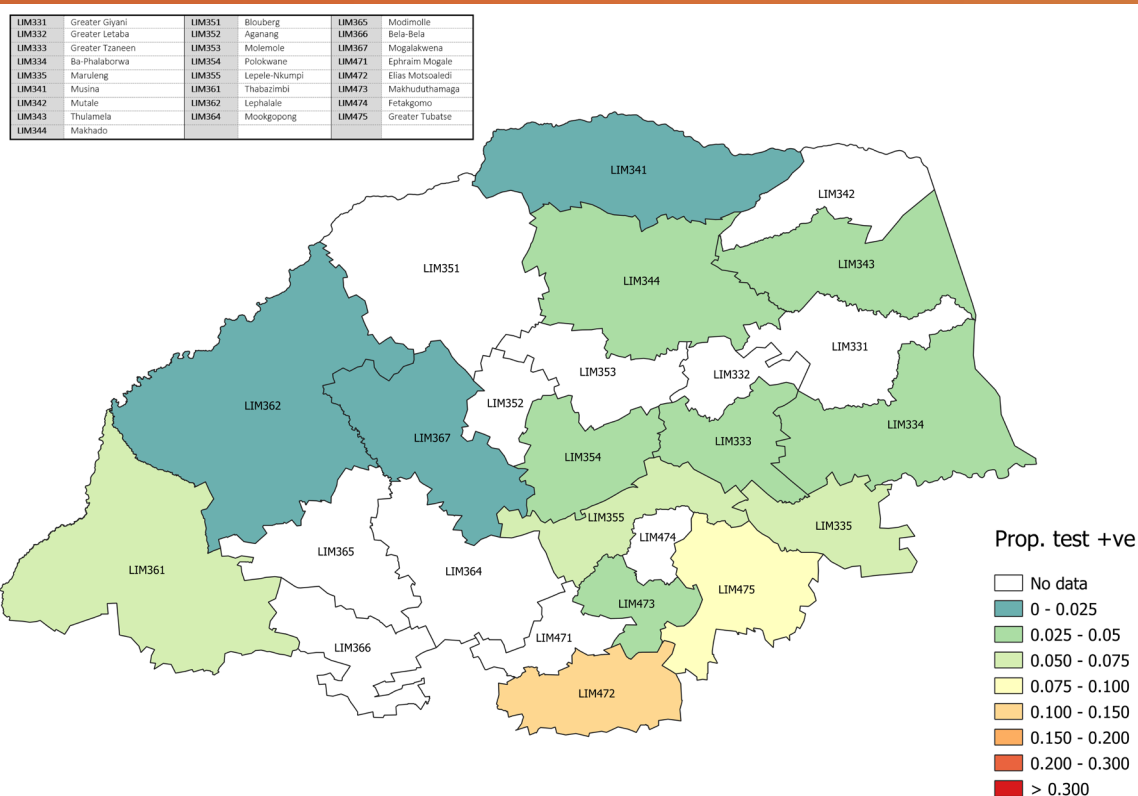 LIM331 Greater Giyani LIM351 Blouberg LIM365 Modimolle
LIM332 Greater Letaba LIM352 Aganang LIM366 Bela-Bela
LIM333 Greater Tzaneen LIM353 Molemole LIM367 Mogalakwena
LIM334 Ba-Phalaborwa LIM354 Polokwane LIM471 Ephraim Mogale
LIM335 Maruleng LIM355 Lepele-Nkumpi LIM472 Elias Motsoaledi
LIM341 Musina LIM361 Thabazimbi LIM473 Makhuduthamaga
LIM342 Mutale LIM362 Lephalale LIM474 Fetakgomo
LIM343 Thulamela LIM364 Mookgopong LIM475 Greater Tubatse
LIM344 Makhado
LIM341
LIM342
LIM351
LIM343
LIM344
LIM331
LIM353
LIM332
LIM362
LIM352
LIM334
LIM367
LIM333
LIM354
LIM355
LIM335
LIM474
LIM365
LIM361
LIM364
LIM475
LIM473
LIM471
LIM366
LIM472
Prop. test +ve
No data
0 - 0.025
0.025 - 0.05
0.050 - 0.075
0.075 - 0.100
0.100 - 0.150
0.150 - 0.200
0.200 - 0.300
> 0.300